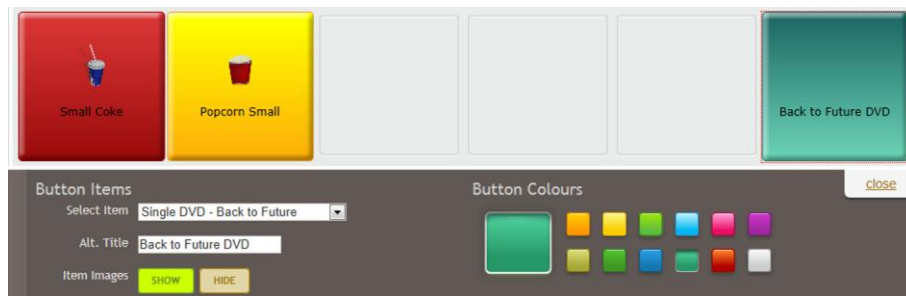 Small Coke
Popcorn Small
Back to Future DVD
Button Items
Button Colours
close
Select Item
Single DVD - Back to Future
Alt. Title
Back to Future DVD
Item Images
SHOW
HIDE